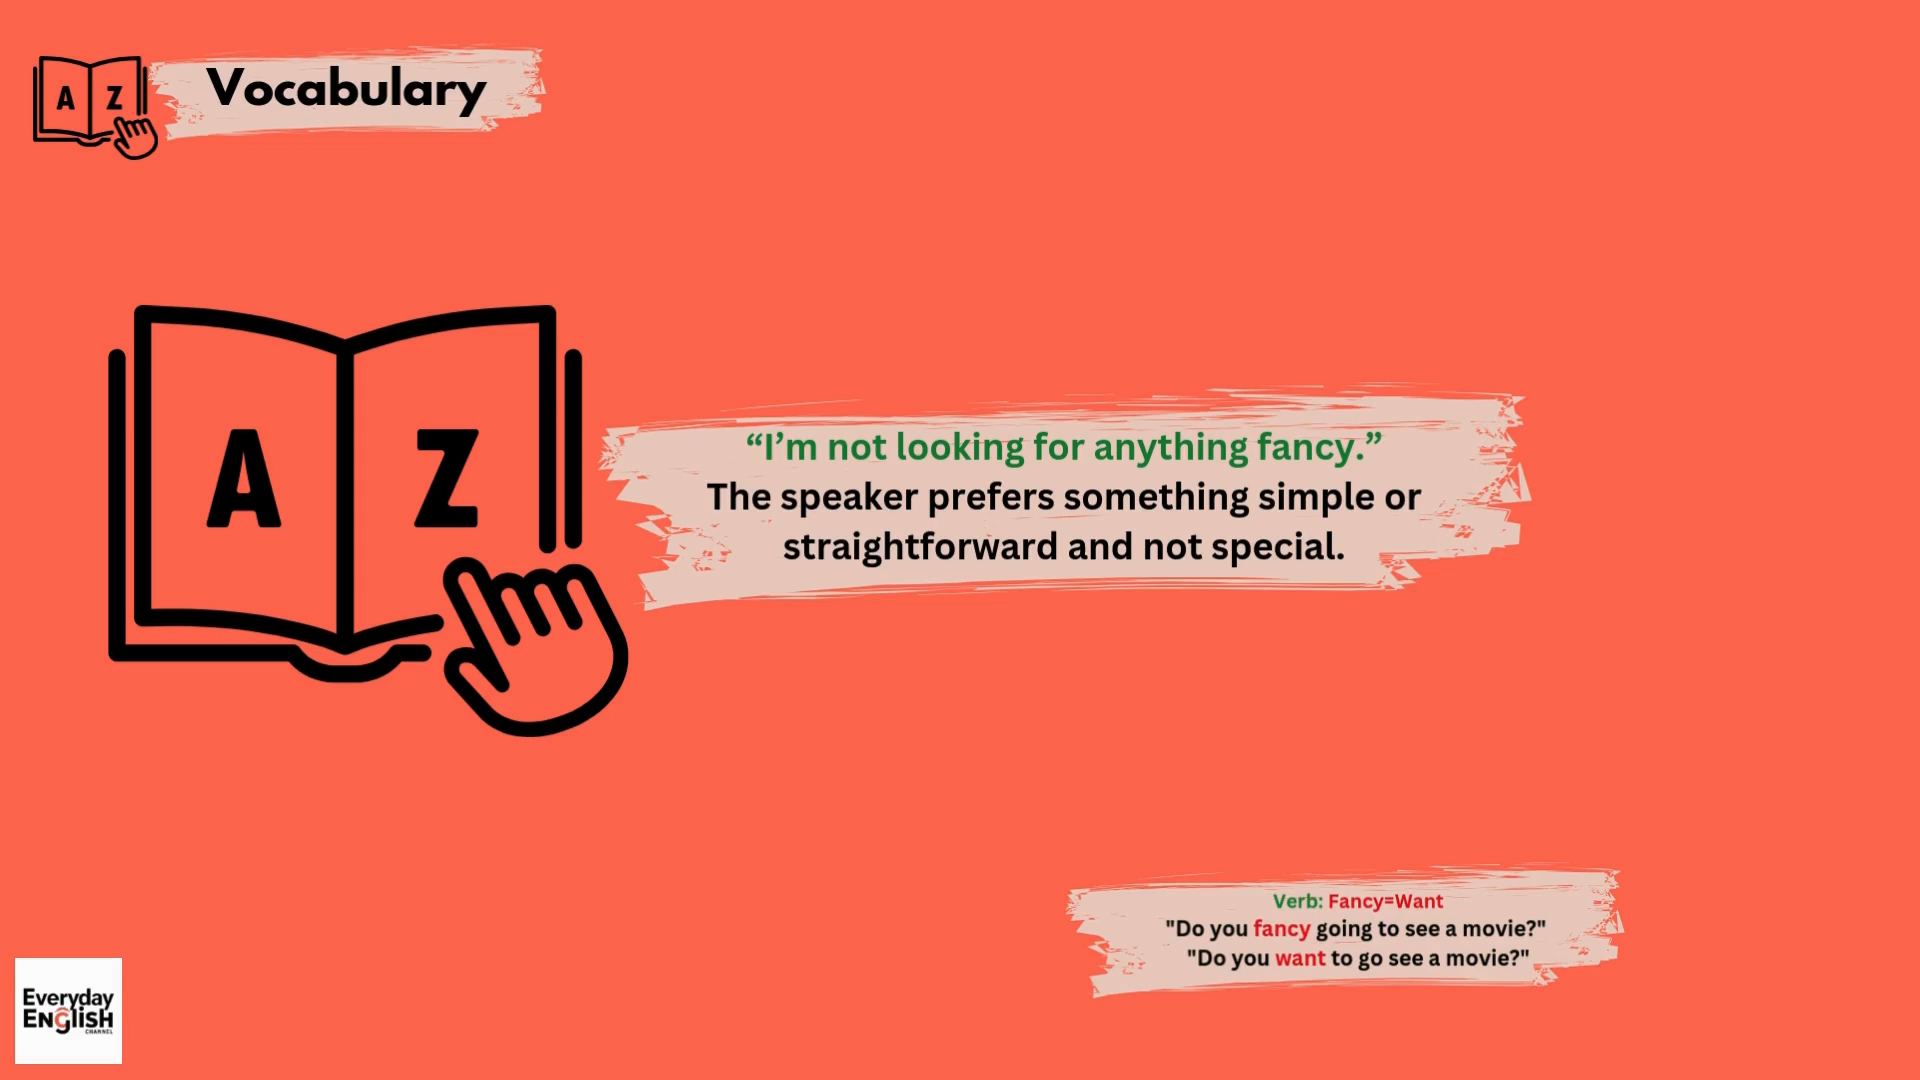 A Z
Vocabulary
A Z
“I’m not looking for anything fancy.”
The speaker prefers something simple or
straightforward and not special.
Verb: Fancy=Want
"Do you fancy going to see a movie?"
"Do you want to go see a movie?"
Everyday
ENGlISH
CHANNEL